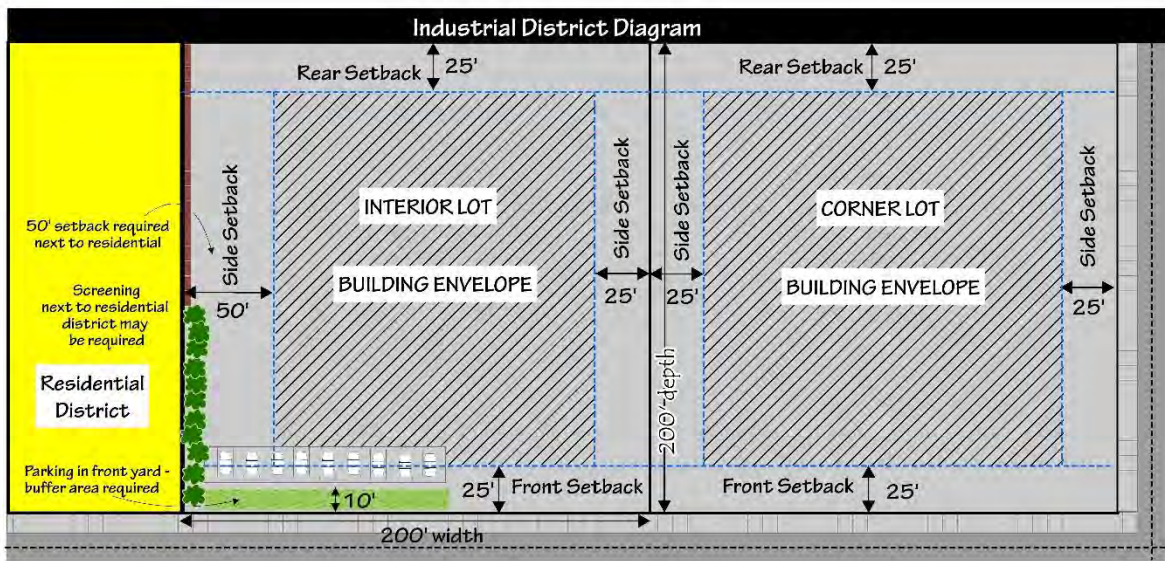 Industrial District Diagram
Rear Setback
25'
Rear Setback
25'
50' setback required
next to residential
Side Setback
INTERIOR LOT
BUILDING ENVELOPE
Side Setback
Side Setback
CORNER LOT
BUILDING ENVELOPE
Side Setback
50'
25'
25'
25'
Screening
next to residential
district may
be required
Residential
District
200'-depth
Parking in front yard -
buffer area required
10'
25'
Front Setback
Front Setback
25'
200' width